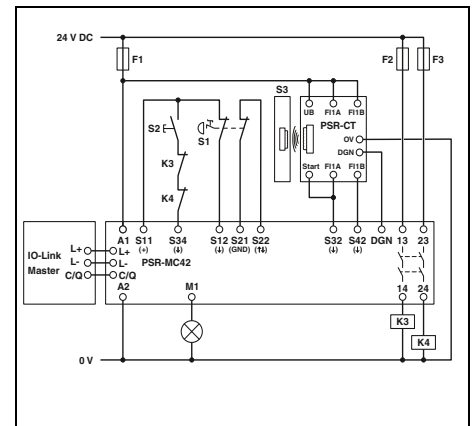 24 V DC
F1
F2
F3
S3
UB FI1A FI1B
PSR-CT
0V
DGN
Start FI1A FI1B
S2
S1
K3
K4
IO-Link
Master
L+
L-
C/Q
A1 S11 S34 S12 S21 S22 S32 S42 DGN 13 23
(+) (↓) (↓) (GND) (↑↓) (↓) (↓)
L+
L-
C/Q
PSR-MC42
A2 M1 14 24
K3
K4
0 V